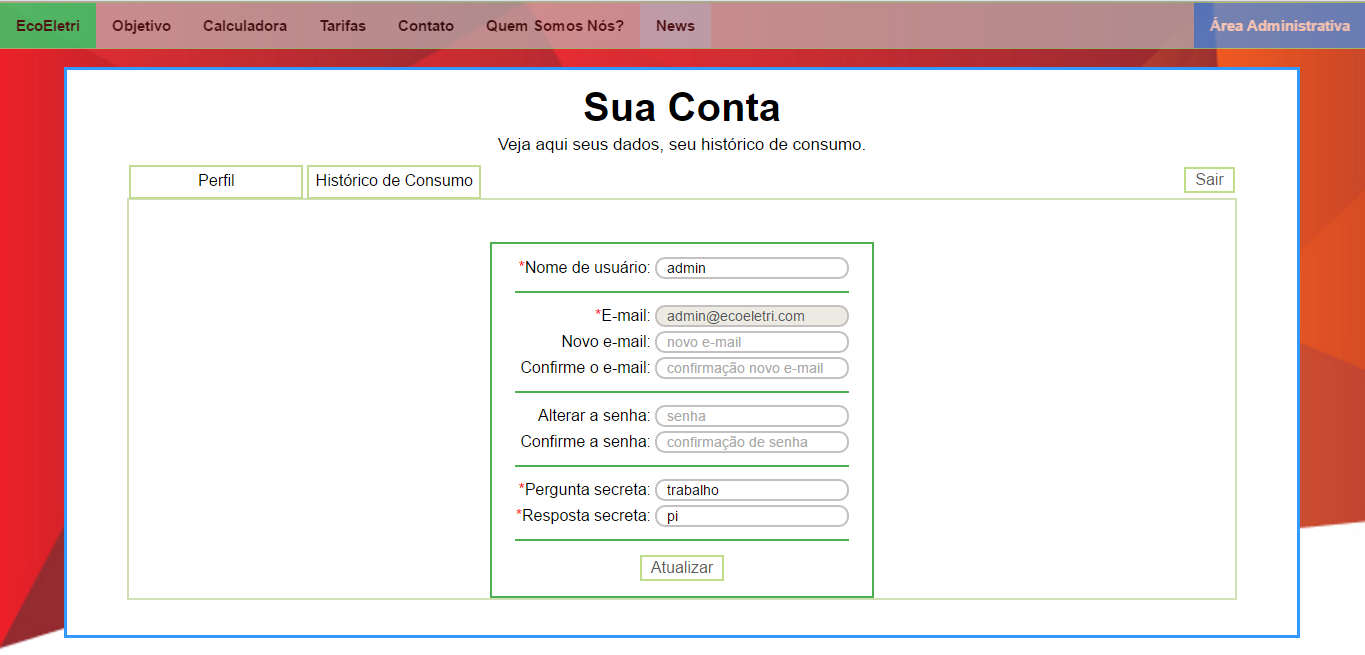 EcoEletri Objetivo Calculadora Tarifas Contato Quem Somos Nós? News Área Administrativa
Sua Conta
Veja aqui seus dados, seu histórico de consumo.
Perfil Histórico de Consumo Sair
*Nome de usuário: admin
*E-mail: admin@ecoeletri.com
Novo e-mail: novo e-mail
Confirme o e-mail: confirmação novo e-mail
Alterar a senha: senha
Confirme a senha: confirmação de senha
*Pergunta secreta: trabalho
*Resposta secreta: pi
Atualizar